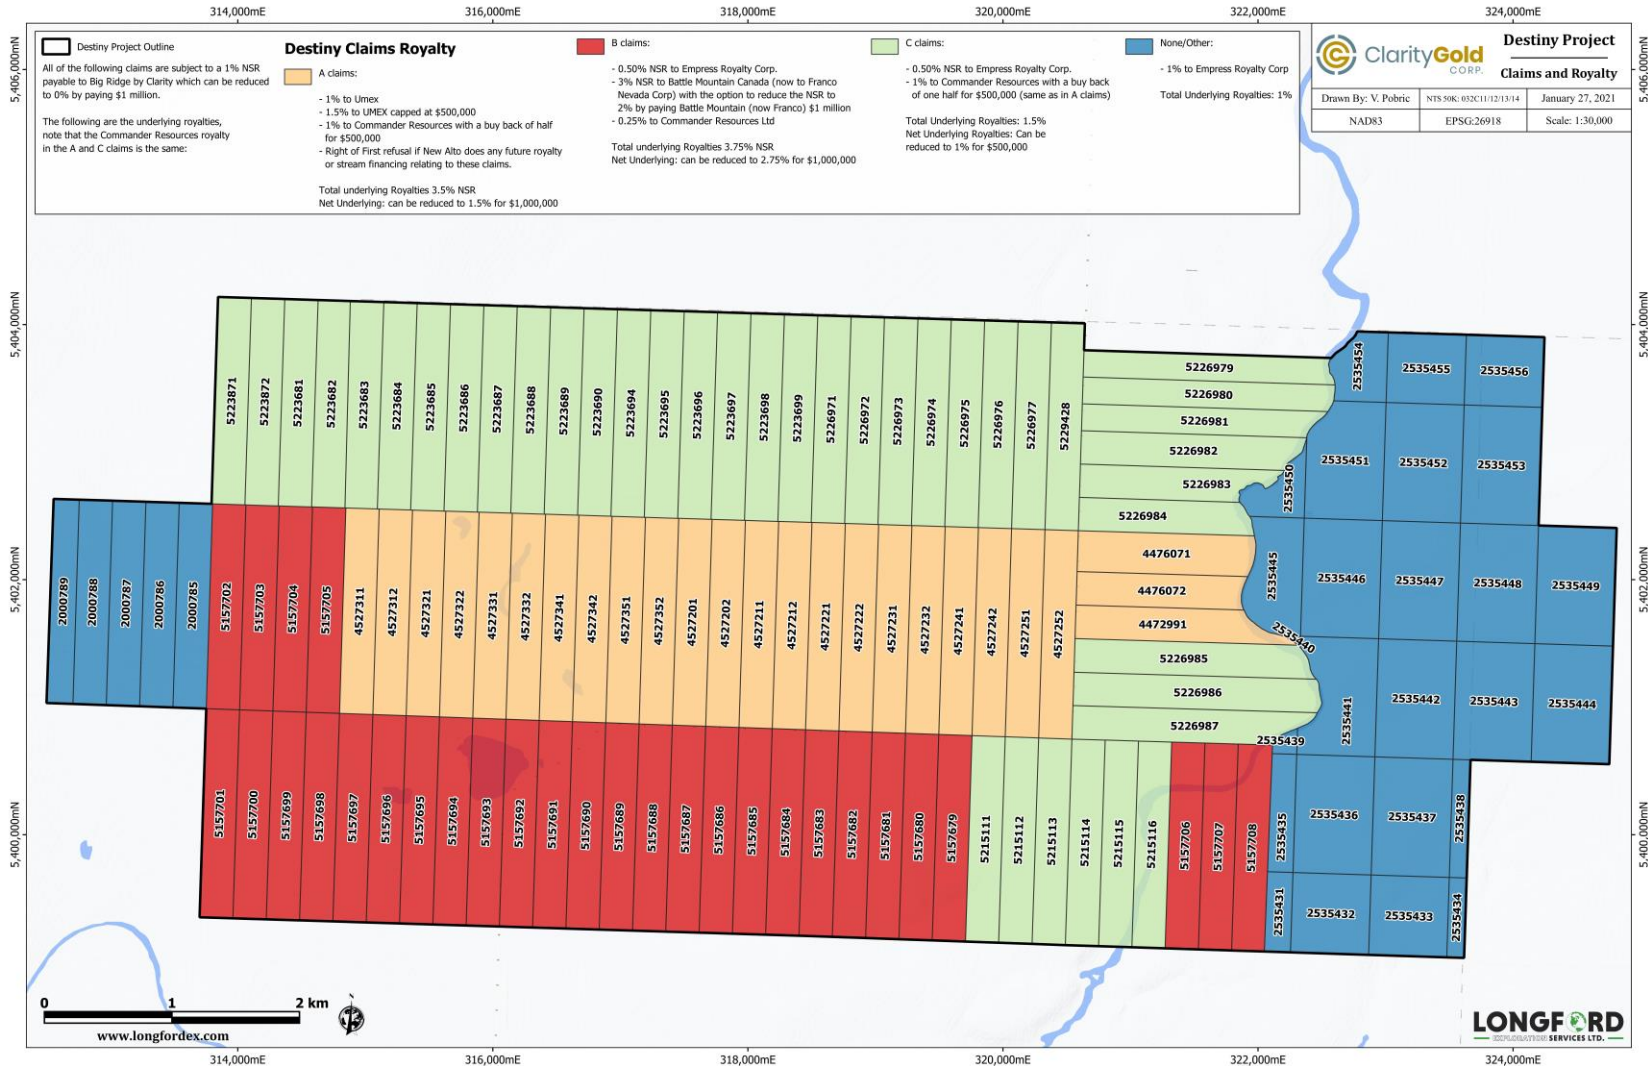 314,000mE
316,000mE
318,000mE
320,000mE
322,000mE
324,000mE
5,406,000mN
5,404,000mN
5,402,000mN
5,400,000mN
Destiny Project Outline
All of the following claims are subject to a 1% NSR
payable to Big Ridge by Clarity which can be reduced
to 0% by paying $1 million.
The following are the underlying royalties,
note that the Commander Resources royalty
in the A and C claims is the same:
Destiny Claims Royalty
A claims:
- 1% to Umex
- 1.5% to UMEX capped at $500,000
- 1% to Commander Resources with a buy back of half
for $500,000
- Right of First refusal if New Alto does any future royalty
or stream financing relating to these claims.
Total underlying Royalties 3.5% NSR
Net Underlying: can be reduced to 1.5% for $1,000,000
B claims:
- 0.50% NSR to Empress Royalty Corp.
- 3% NSR to Battle Mountain Canada (now to Franco
Nevada Corp) with the option to reduce the NSR to
2% by paying Battle Mountain (now Franco) $1 million
- 0.25% to Commander Resources Ltd
Total underlying Royalties 3.75% NSR
Net Underlying: can be reduced to 2.75% for $1,000,000
C claims:
- 0.50% NSR to Empress Royalty Corp.
- 1% to Commander Resources with a buy back
of one half for $500,000 (same as in A claims)
Total Underlying Royalties: 1.5%
Net Underlying Royalties: Can be
reduced to 1% for $500,000
None/Other:
- 1% to Empress Royalty Corp
Total Underlying Royalties: 1%
ClarityGold
CORP.
Destiny Project
Claims and Royalty
Drawn By: V. Pobric
NTS 50K: 032C11/12/13/14
January 27, 2021
NAD83
EPSG:26918
Scale: 1:30,000
5,406,000mN
5,404,000mN
5,402,000mN
5,400,000mN
5223871
5223872
5223681
5223682
5223683
5223684
5223685
5223686
5223687
5223688
5223689
5223690
5223694
5223695
5223696
5223697
5223698
5223699
5226971
5226972
5226973
5226974
5226975
5226976
5226977
5229428
5226979
5226980
5226981
5226982
5226983
5226984
2535454
2535455
2535456
2535450
2535451
2535452
2535453
2000789
2000788
2000787
2000786
2000785
5157702
5157703
5157704
5157705
4527311
4527312
4527321
4527322
4527331
4527332
4527341
4527342
4527351
4527352
4527201
4527202
4527211
4527212
4527221
4527222
4527231
4527232
4527241
4527242
4527251
4527252
4476071
4476072
4472991
5226985
5226986
5226987
2535445
2535446
2535447
2535448
2535449
2535440
2535441
2535442
2535443
2535444
2535439
5157701
5157700
5157699
5157698
5157697
5157696
5157695
5157694
5157693
5157692
5157691
5157690
5157689
5157688
5157687
5157686
5157685
5157684
5157683
5157682
5157681
5157680
5157679
5215111
5215112
5215113
5215114
5215115
5215116
5157706
5157707
5157708
2535435
2535436
2535437
2535438
2535431
2535432
2535433
2535434
0 1 2 km
N
www.longfordex.com
LONGFORD
EXPLORATION SERVICES LTD.
314,000mE
316,000mE
318,000mE
320,000mE
322,000mE
324,000mE